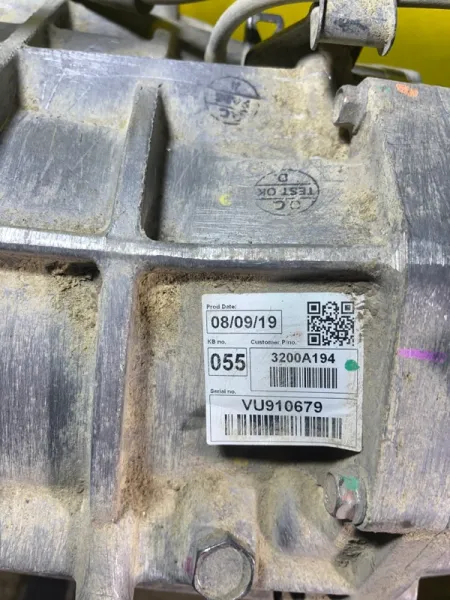 Q.C
TEST OK
D.
Prod Date:
08/09/19
KB no.
Customer P/no.
055
3200A194
Serial no.
VU910679